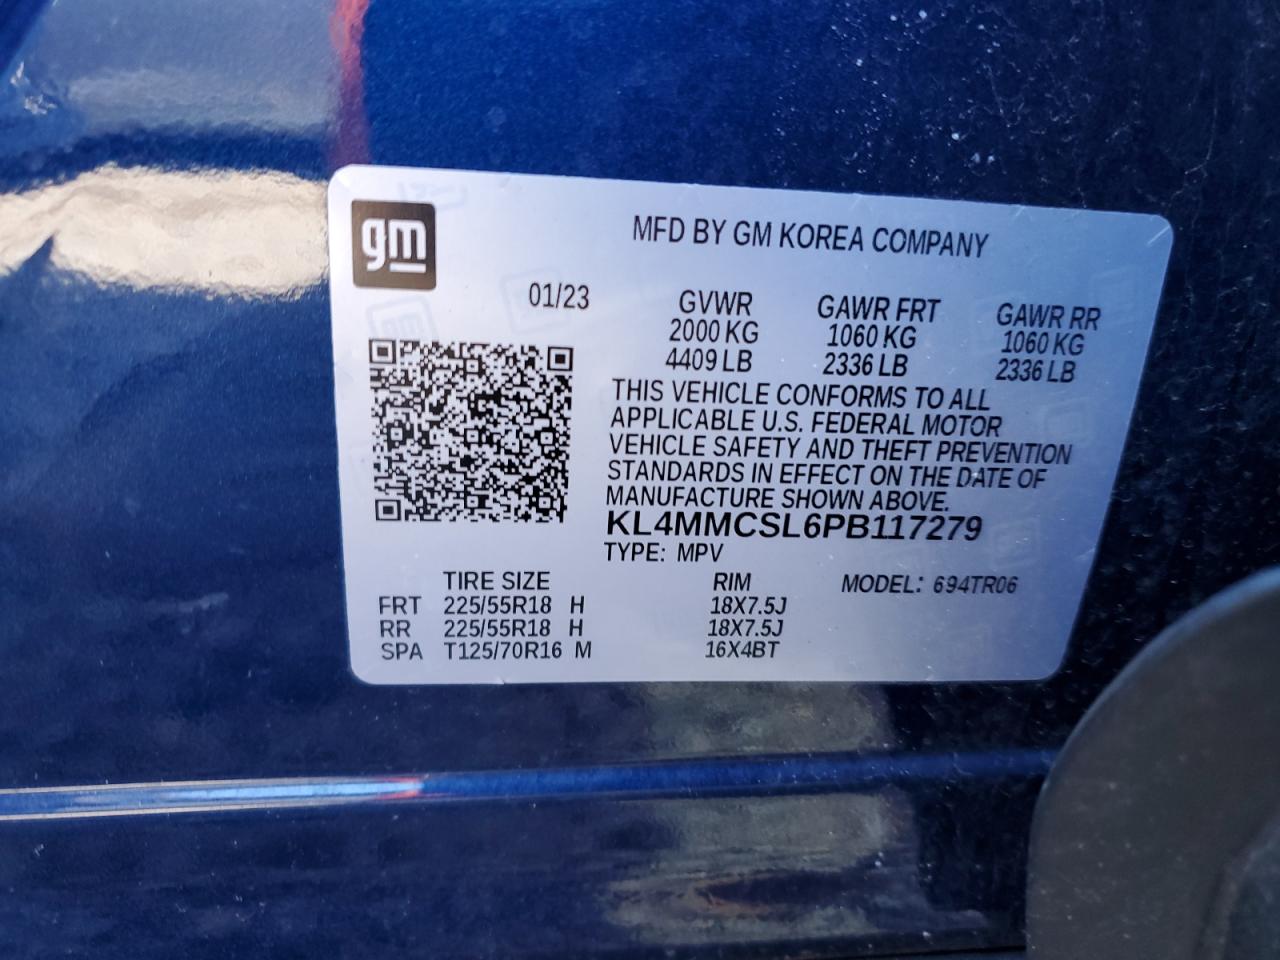 gm
MFD BY GM KOREA COMPANY
01/23
GVWR GAWR FRT GAWR RR
2000 KG 1060 KG 1060 KG
4409 LB 2336 LB 2336 LB
THIS VEHICLE CONFORMS TO ALL
APPLICABLE U.S. FEDERAL MOTOR
VEHICLE SAFETY AND THEFT PREVENTION
STANDARDS IN EFFECT ON THE DATE OF
MANUFACTURE SHOWN ABOVE.
KL4MMCSL6PB117279
TYPE: MPV
TIRE SIZE RIM MODEL: 694TR06
FRT 225/55R18 H 18X7.5J
RR 225/55R18 H 18X7.5J
SPA T125/70R16 M 16X4BT